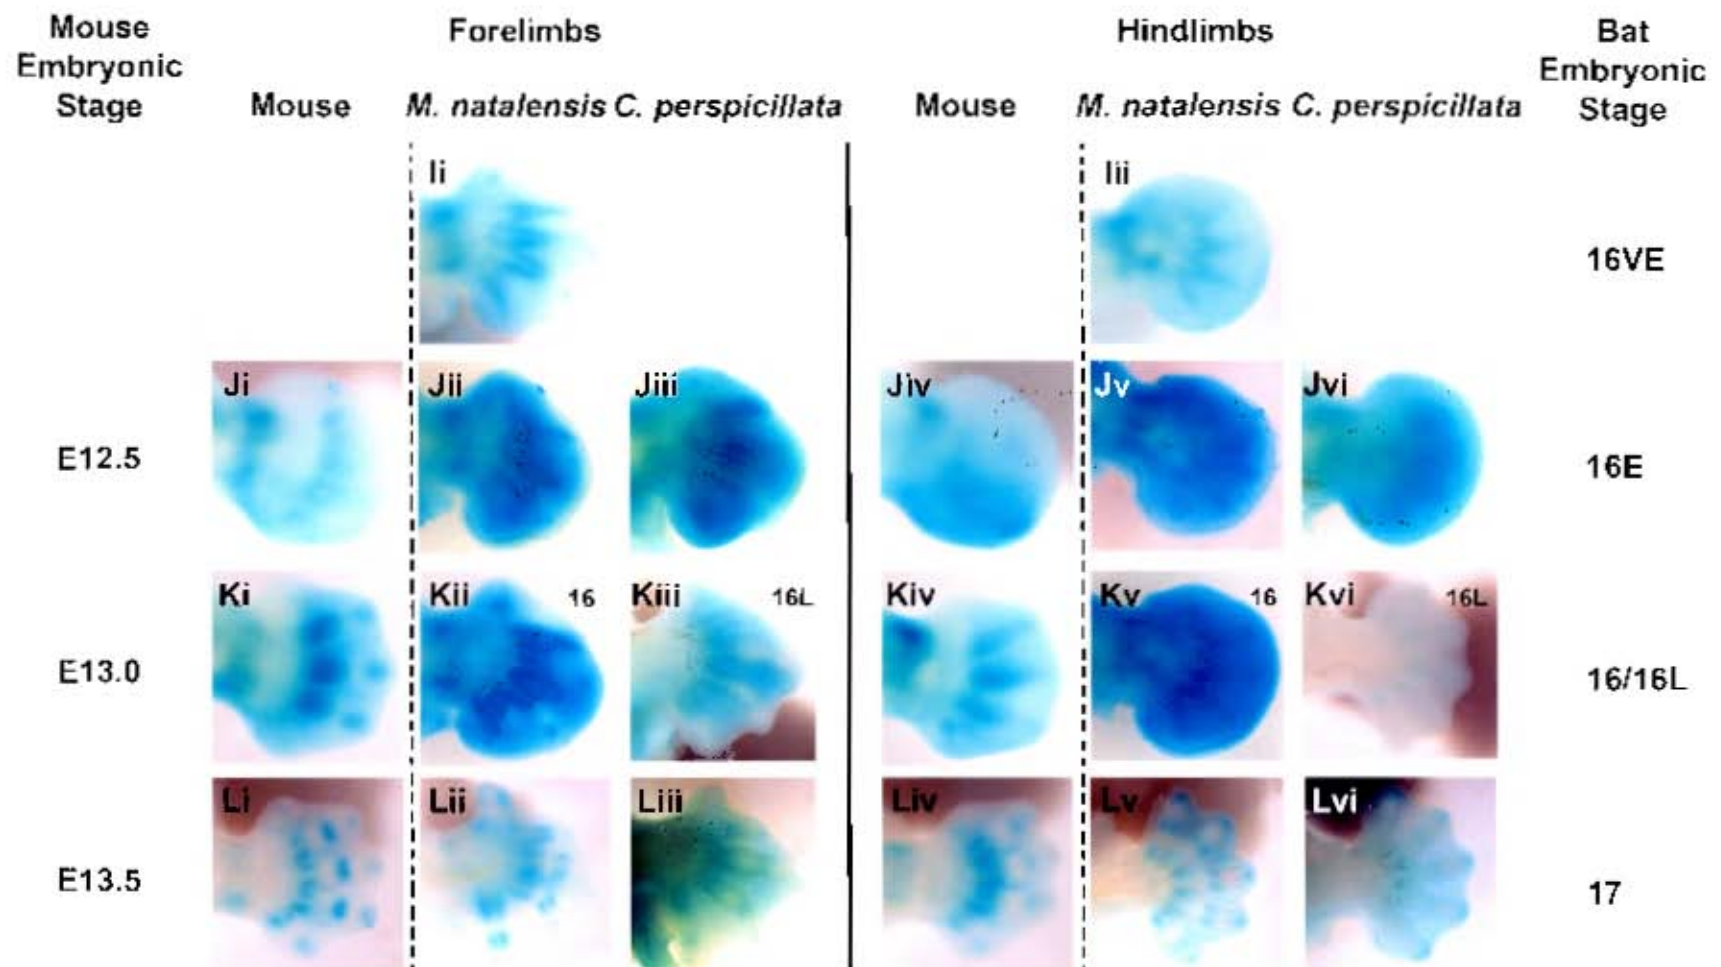 Mouse
Embryonic
Stage
Forelimbs
Hindlimbs
Bat
Embryonic
Stage
Mouse
M. natalensis C. perspicillata
Mouse
M. natalensis C. perspicillata
Ii
Iii
16VE
E12.5
Ji
Jii
Jiii
Jiv
Jv
Jvi
16E
E13.0
Ki
Kii 16
Kiii 16L
Kiv
Kv 16
Kvi 16L
16/16L
E13.5
Li
Lii
Liii
Liv
Lv
Lvi
17